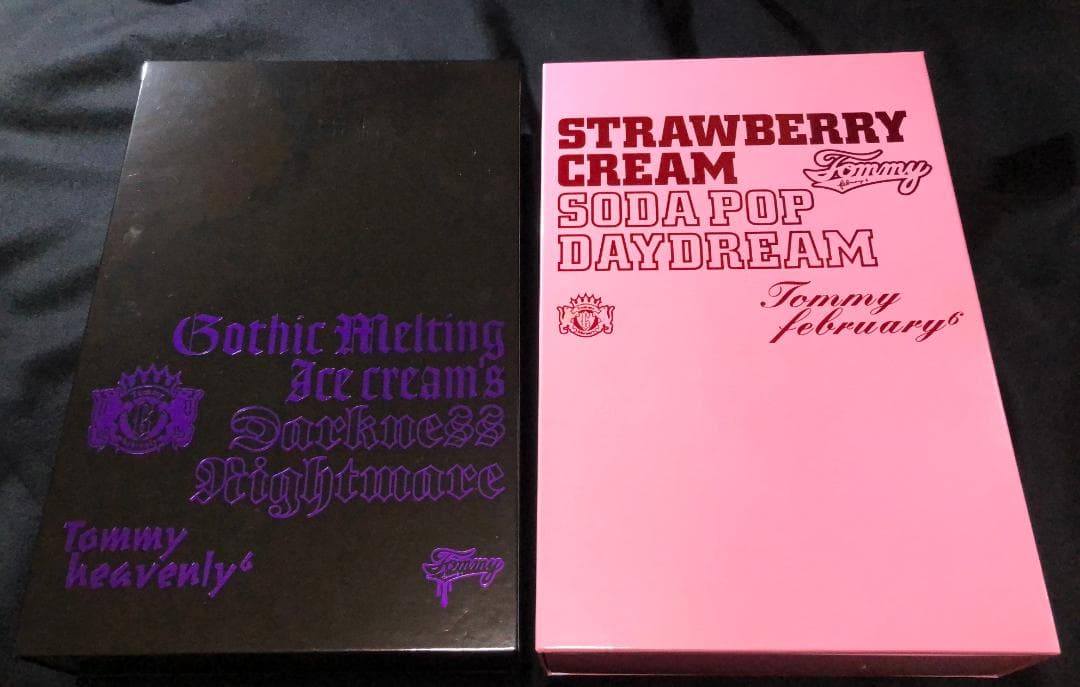 Gothic Melting
Ice cream's
Darkness
Nightmare
Tommy
heavenly6
Tommy
STRAWBERRY
CREAM
Tommy
SODA POP
DAYDREAM
Tommy
february6